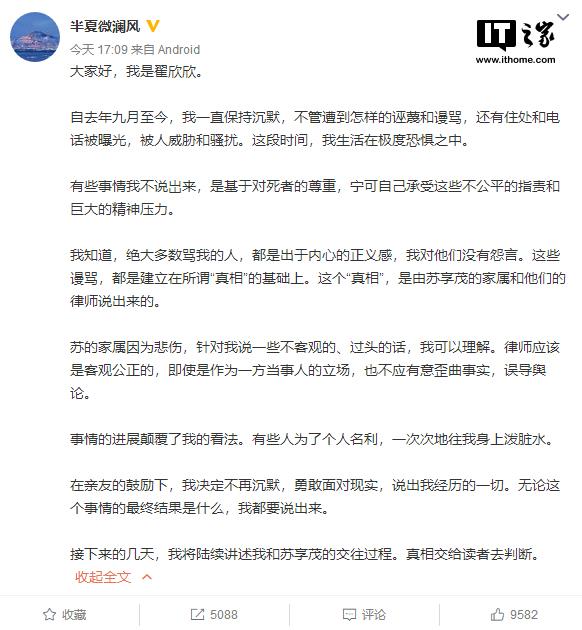 半夏微澜风
今天 17:09 来自 Android
IT之家
www.ithome.com
大家好，我是翟欣欣。
自去年九月至今，我一直保持沉默，不管遭到怎样的诬蔑和谩骂，还有住处和电
话被曝光，被人威胁和骚扰。这段时间，我生活在极度恐惧之中。
有些事情我不说出来，是基于对死者的尊重，宁可自己承受这些不公平的指责和
巨大的精神压力。
我知道，绝大多数骂我的人，都是出于内心的正义感，我对他们没有怨言。这些
谩骂，都是建立在所谓“真相”的基础上。这个“真相”，是由苏享茂的家属和他们的
律师说出来的。
苏的家属因为悲伤，针对我说一些不客观的、过头的话，我可以理解。律师应该
是客观公正的，即使是作为一方当事人的立场，也不应有意歪曲事实，误导舆
论。
事情的进展颠覆了我的看法。有些人为了个人名利，一次次地往我身上泼脏水。
在亲友的鼓励下，我决定不再沉默，勇敢面对现实，说出我经历的一切。无论这
个事情的最终结果是什么，我都要说出来。
接下来的几天，我将陆续讲述我和苏享茂的交往过程。真相交给读者去判断。
收起全文
收藏
5088
评论
9582